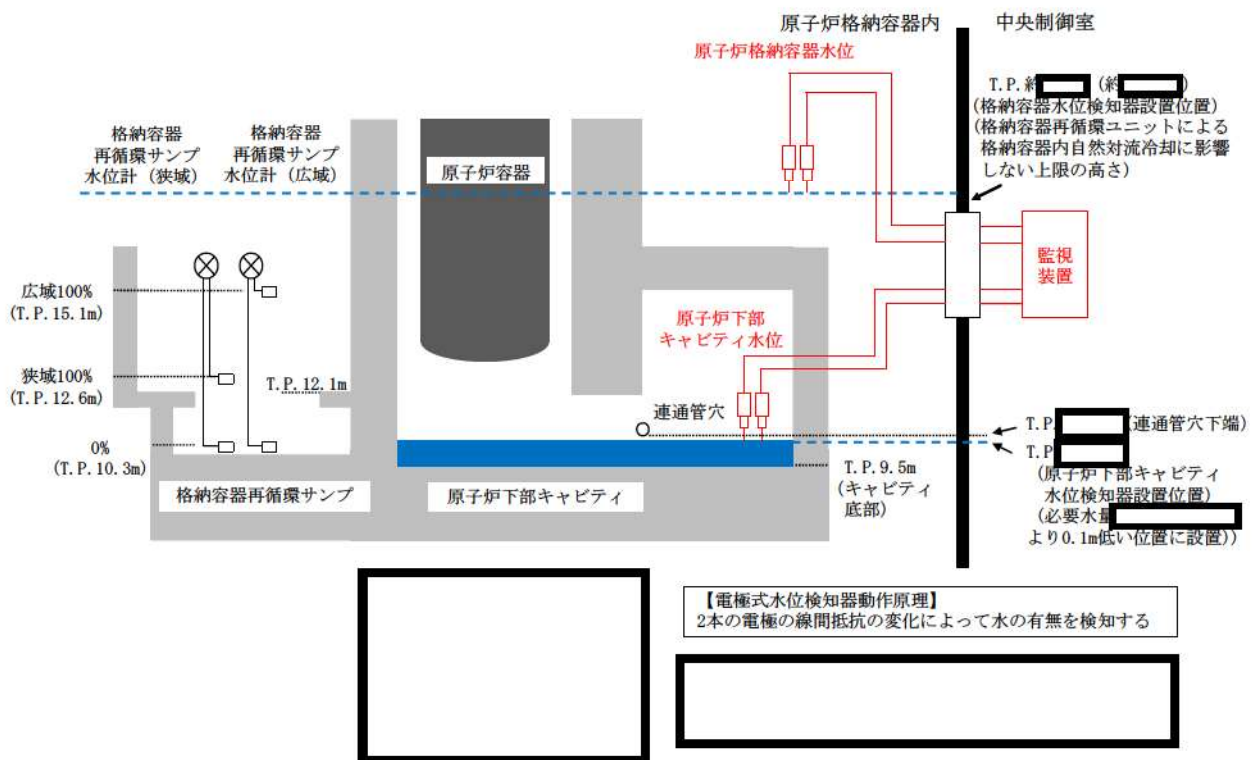 原子炉格納容器内
中央制御室
原子炉格納容器水位
T.P.約 (約 )
(格納容器水位検知器設置位置)
(格納容器再循環ユニットによる
格納容器内自然対流冷却に影響
しない上限の高さ)
格納容器
再循環サンプ
水位計(狭域)
格納容器
再循環サンプ
水位計(広域)
原子炉容器
監視
装置
広域100%
(T.P.15.1m)
原子炉下部
キャビティ水位
狭域100%
(T.P.12.6m)
T.P.12.1m
連通管穴
T.P. (連通管穴下端)
0%
(T.P.10.3m)
T.P
(原子炉下部キャビティ
水位検知器設置位置)
(必要水量
より0.1m低い位置に設置))
T.P.9.5m
(キャビティ
底部)
格納容器再循環サンプ
原子炉下部キャビティ
【電極式水位検知器動作原理】
2本の電極の線間抵抗の変化によって水の有無を検知する